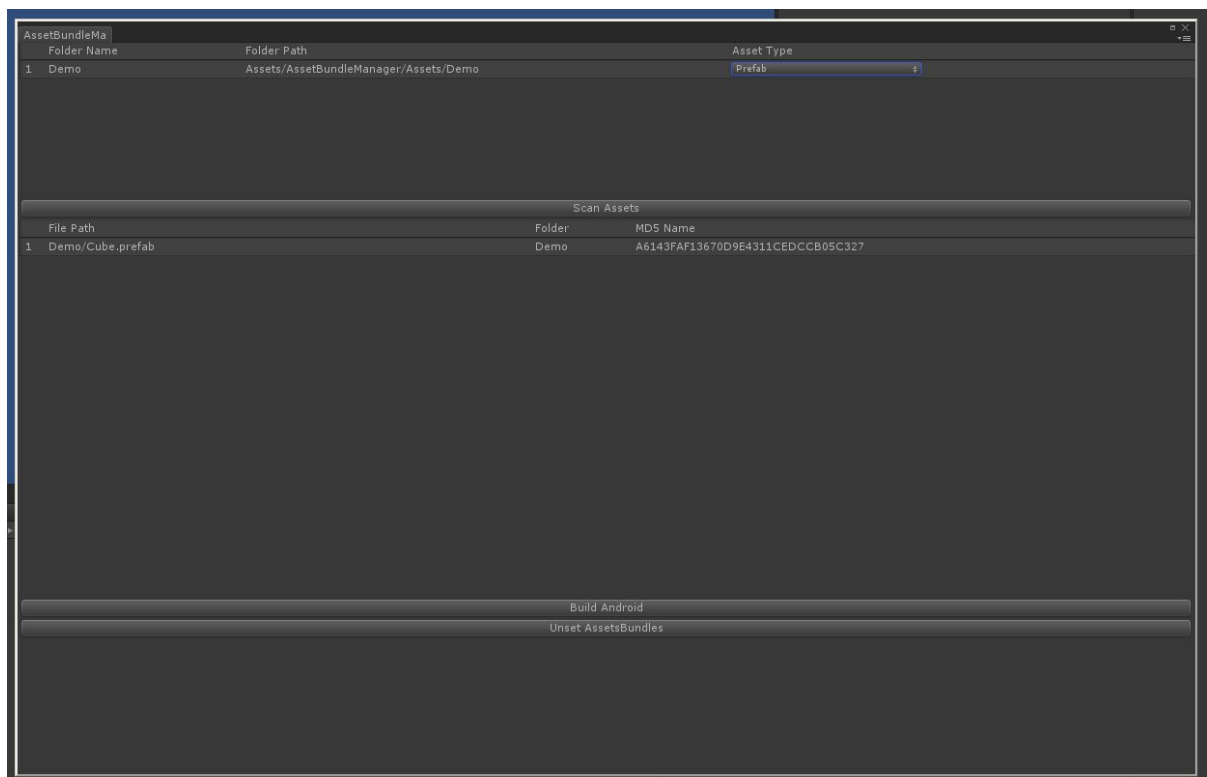 AssetBundleMa
Folder Name Folder Path Asset Type
1 Demo Assets/AssetBundleManager/Assets/Demo Prefab
Scan Assets
File Path Folder MD5 Name
1 Demo/Cube.prefab Demo A6143FAF13670D9E4311CEDCCB05C327
Build Android
Unset AssetsBundles